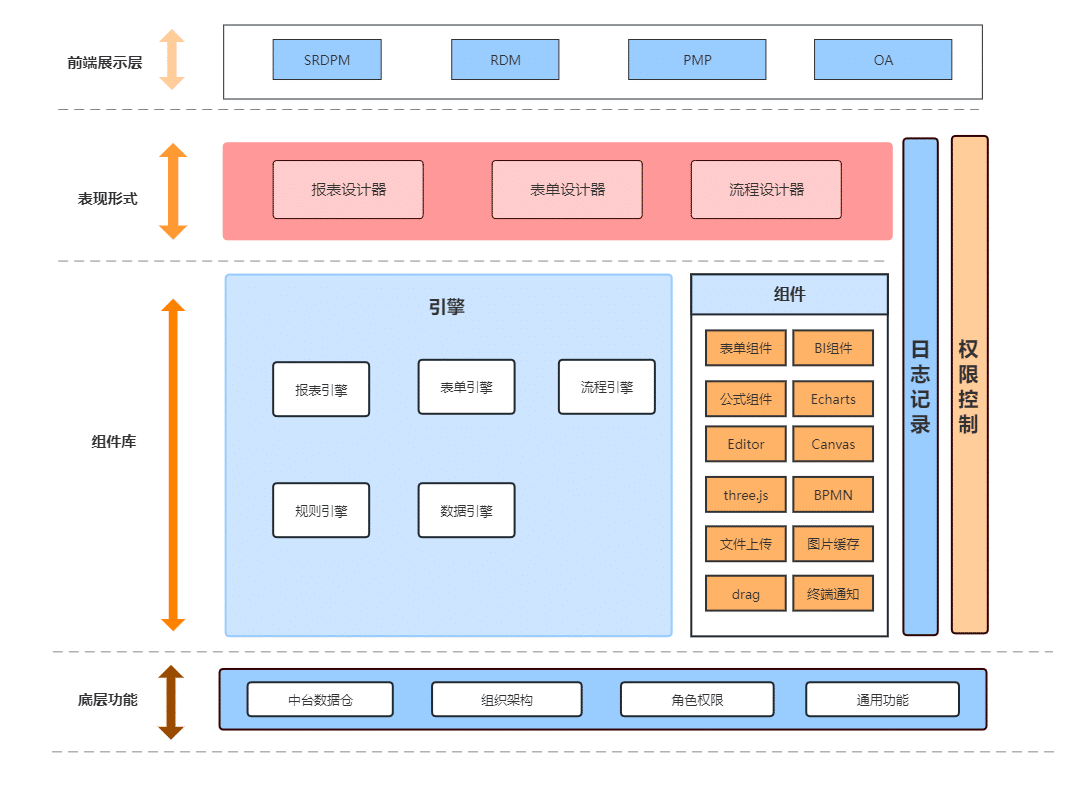 前端展示层
SRDPM
RDM
PMP
OA
表现形式
报表设计器
表单设计器
流程设计器
组件库
引擎
报表引擎
表单引擎
流程引擎
规则引擎
数据引擎
组件
表单组件
BI组件
公式组件
Echarts
Editor
Canvas
three.js
BPMN
文件上传
图片缓存
drag
终端通知
日志记录
权限控制
底层功能
中台数据仓
组织架构
角色权限
通用功能